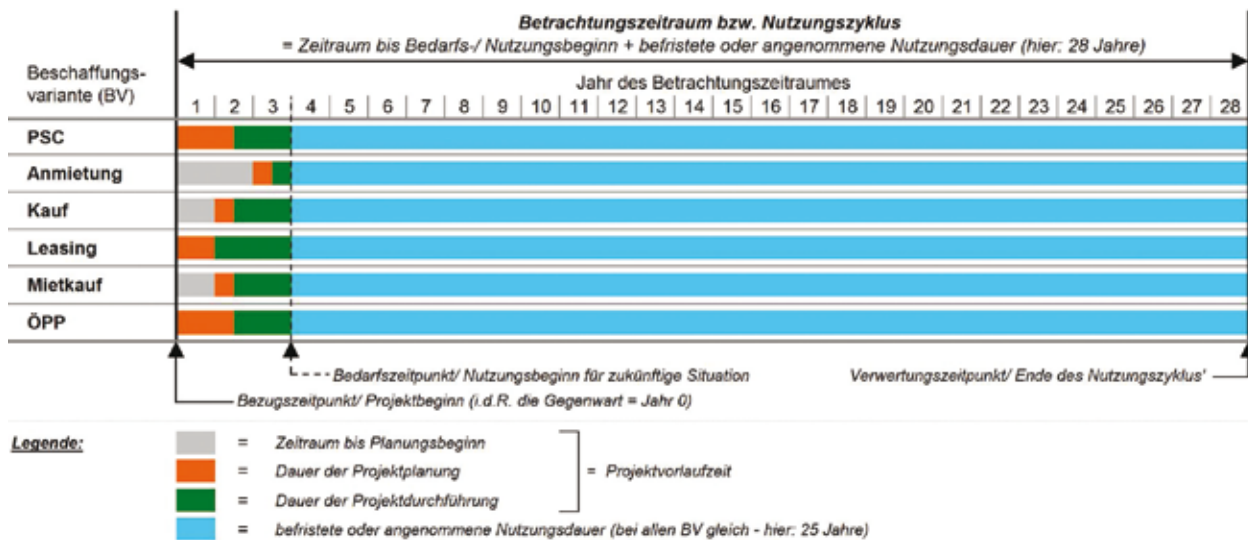 Betrachtungszeitraum bzw. Nutzungszyklus
= Zeitraum bis Bedarfs-/ Nutzungsbeginn + befristete oder angenommene Nutzungsdauer (hier: 28 Jahre)
Beschaffungs-
variante (BV)
Jahr des Betrachtungszeitraumes
1 2 3 4 5 6 7 8 9 10 11 12 13 14 15 16 17 18 19 20 21 22 23 24 25 26 27 28
PSC
Anmietung
Kauf
Leasing
Mietkauf
ÖPP
Bedarfszeitpunkt/ Nutzungsbeginn für zukünftige Situation
Verwertungszeitpunkt/ Ende des Nutzungszyklus'
Bezugszeitpunkt/ Projektbeginn (i.d.R. die Gegenwart = Jahr 0)
Legende:
= Zeitraum bis Planungsbeginn
= Dauer der Projektplanung
= Projektvorlaufzeit
= Dauer der Projektdurchführung
= befristete oder angenommene Nutzungsdauer (bei allen BV gleich - hier: 25 Jahre)